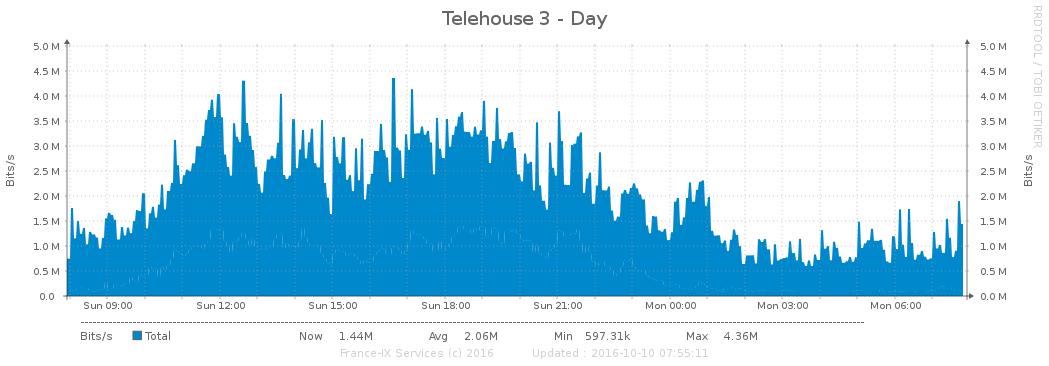 Telehouse 3 - Day
RRDTOOL / TOBI OETIKER
Bits/s
5.0 M
4.5 M
4.0 M
3.5 M
3.0 M
2.5 M
2.0 M
1.5 M
1.0 M
0.5 M
0.0
5.0 M
4.5 M
4.0 M
3.5 M
3.0 M
2.5 M
2.0 M
1.5 M
1.0 M
0.5 M
0.0 M
Bits/s
Sun 09:00 Sun 12:00 Sun 15:00 Sun 18:00 Sun 21:00 Mon 00:00 Mon 03:00 Mon 06:00
Bits/s Total Now 1.44M Avg 2.06M Min 597.31k Max 4.36M
France-IX Services (c) 2016 Updated : 2016-10-10 07:55:11